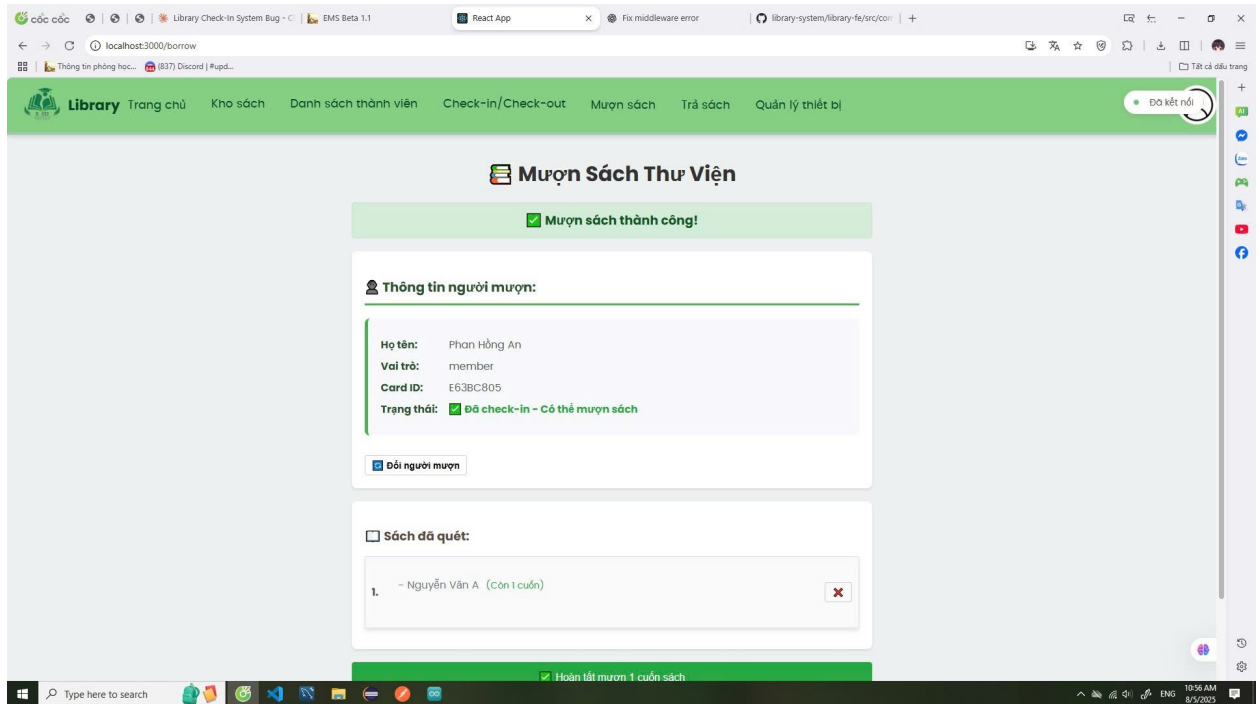 cốc cốc
Library Check-In System Bug - C
EMS Beta 1.1
React App
Fix middleware error
library-system/library-fe/src/con
localhost:3000/borrow
Thông tin phòng học...
(837) Discord | #upd...
Tất cả dấu trang
Library Trang chủ Kho sách Danh sách thành viên Check-in/Check-out Mượn sách Trả sách Quản lý thiết bị
Đã kết nối
Mượn Sách Thư Viện
Mượn sách thành công!
Thông tin người mượn:
Họ tên: Phan Hồng An
Vai trò: member
Card ID: E63BC805
Trạng thái: Đã check-in - Có thể mượn sách
Đổi người mượn
Sách đã quét:
1. - Nguyễn Văn A (Còn 1 cuốn)
Hoàn tất mượn 1 cuốn sách
Type here to search
ENG
10:56 AM
8/5/2025